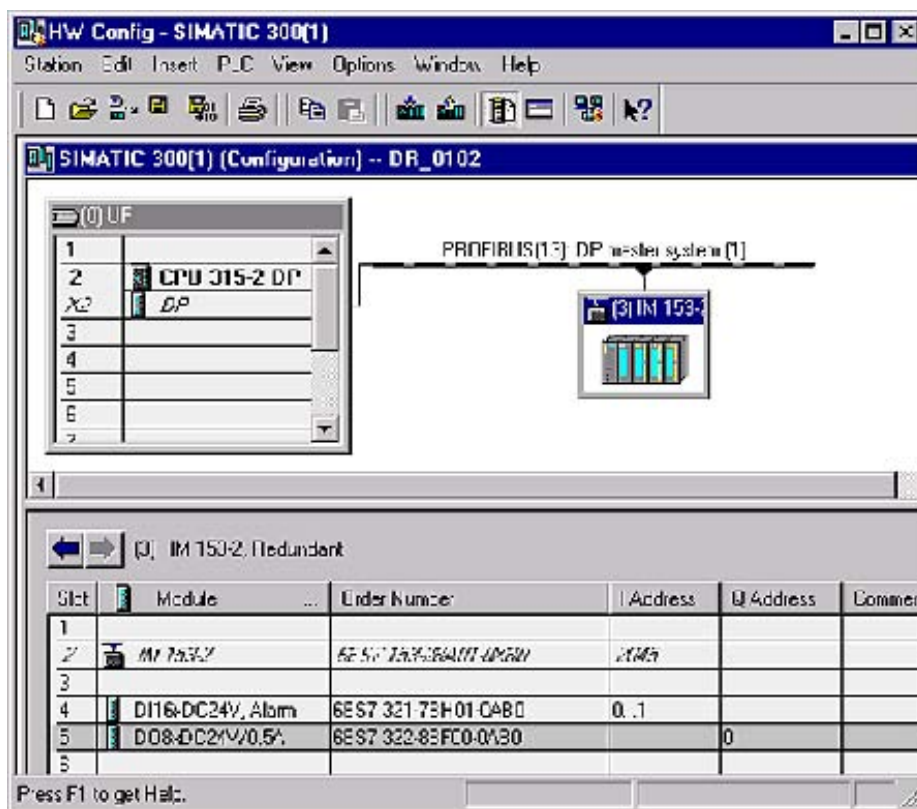 HW Config - SIMATIC 300(1)
Station Edit Insert PLC View Options Window Help
SIMATIC 300(1) (Configuration) -- DR_0102
(0) UR
1
2 CPU 315-2 DP
X2 DP
3
4
5
6
7
PROFIBUS(13): DP master system (1)
(3) IM 153-2
(3) IM 153-2, Redundant
Slot Module ... Order Number I Address Q Address Commen
1
2 IM 153-2
3
4 DI16xDC24V, Alarm 6ES7 321-7BH01-0AB0 0...1
5 DO8xDC24V/0.5A 6ES7 322-8BF00-0AB0 0
6
Press F1 to get Help.